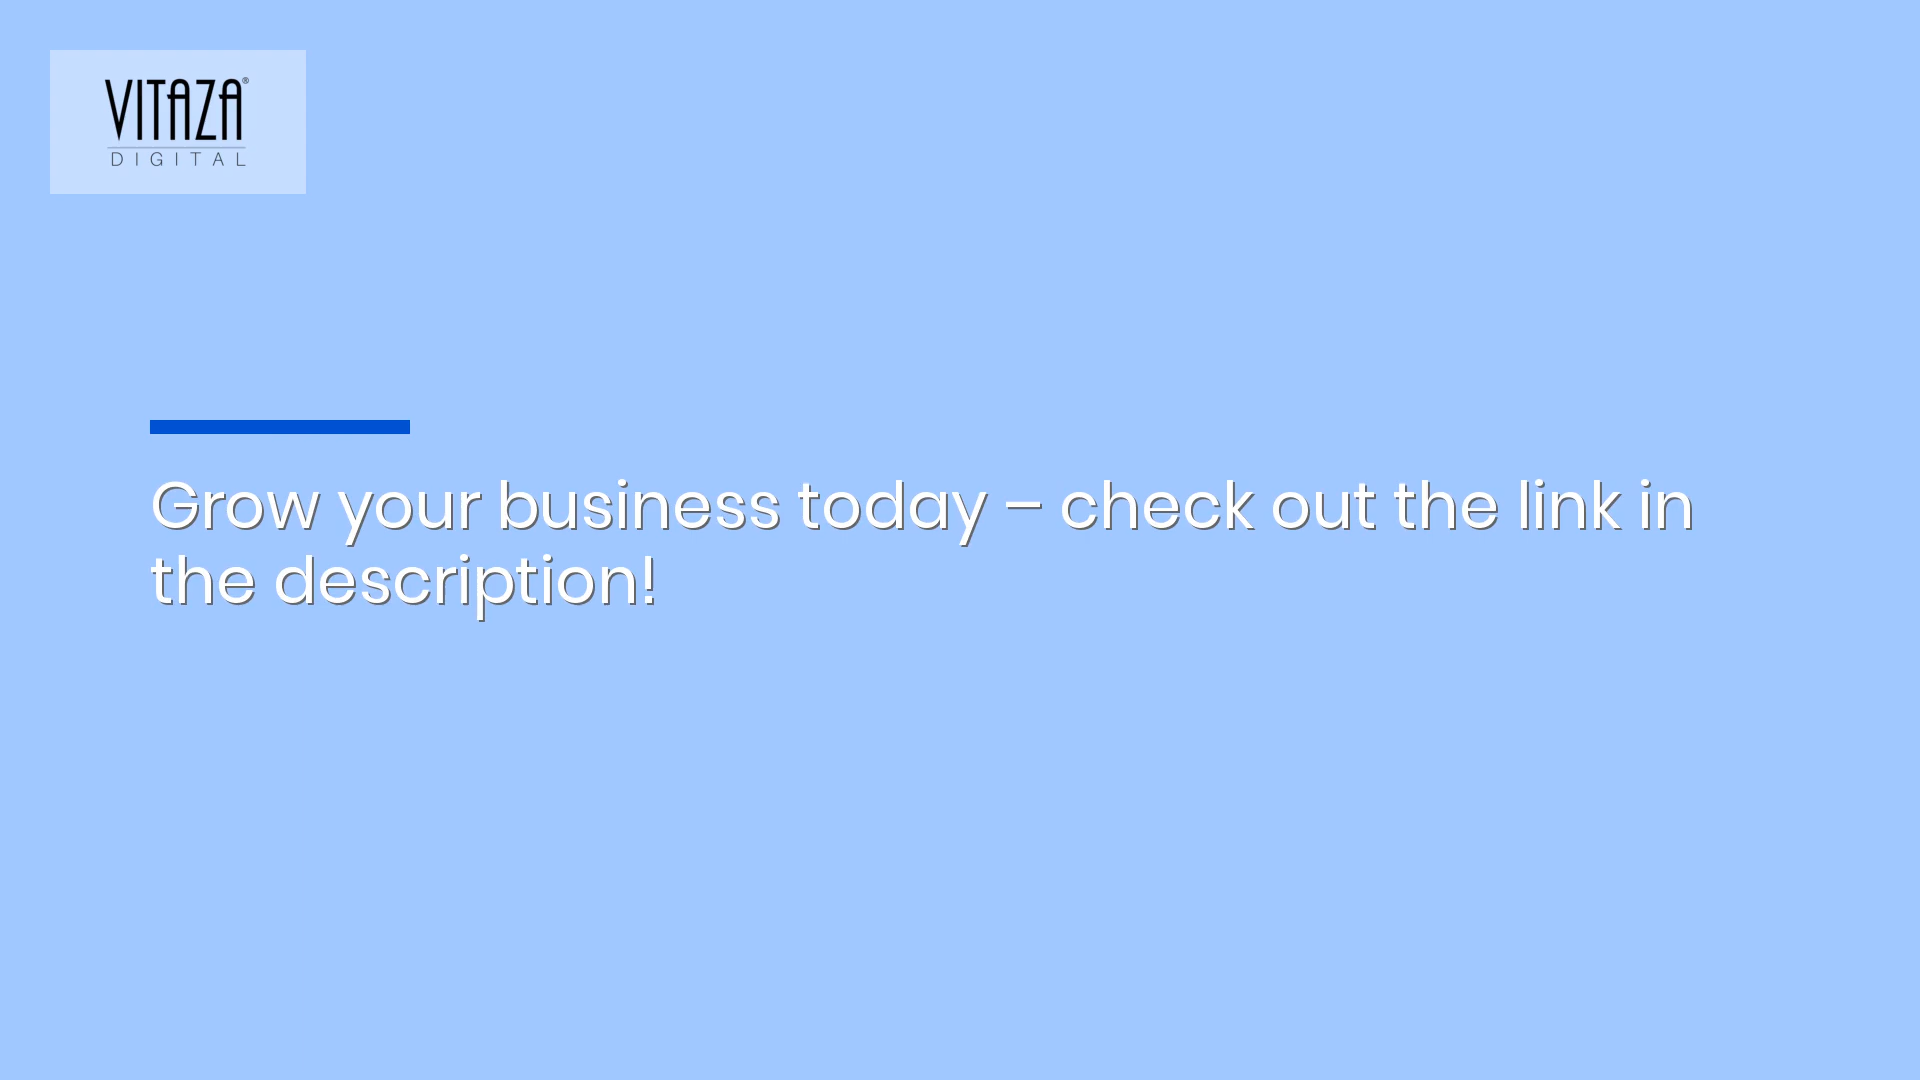 VITAZA®
DIGITAL
Grow your business today – check out the link in
the description!